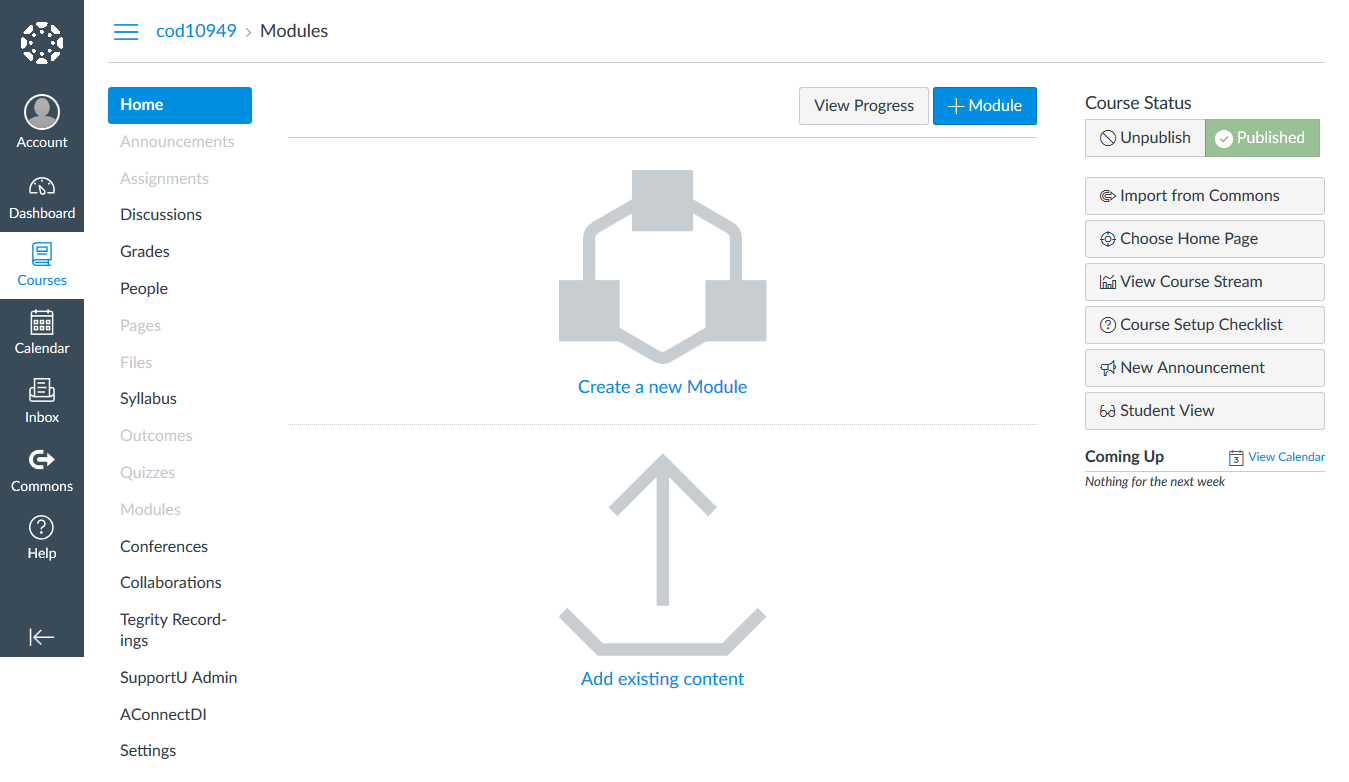 cod10949 > Modules
Account
Dashboard
Courses
Calendar
Inbox
Commons
Help
Home
Announcements
Assignments
Discussions
Grades
People
Pages
Files
Syllabus
Outcomes
Quizzes
Modules
Conferences
Collaborations
Tegrity Record-
ings
SupportU Admin
AConnectDI
Settings
View Progress
+ Module
Create a new Module
Add existing content
Course Status
Unpublish
Published
Import from Commons
Choose Home Page
View Course Stream
Course Setup Checklist
New Announcement
Student View
Coming Up
3 View Calendar
Nothing for the next week